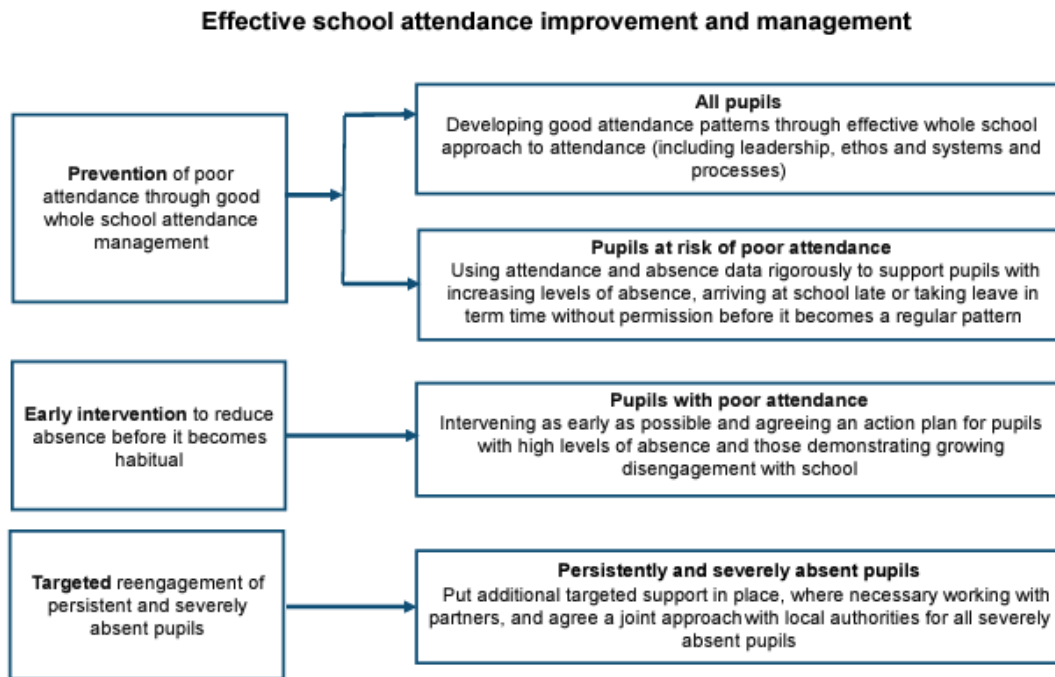 Effective school attendance improvement and management
Prevention of poor
attendance through good
whole school attendance
management
All pupils
Developing good attendance patterns through effective whole school
approach to attendance (including leadership, ethos and systems and
processes)
Pupils at risk of poor attendance
Using attendance and absence data rigorously to support pupils with
increasing levels of absence, arriving at school late or taking leave in
term time without permission before it becomes a regular pattern
Early intervention to reduce
absence before it becomes
habitual
Pupils with poor attendance
Intervening as early as possible and agreeing an action plan for pupils
with high levels of absence and those demonstrating growing
disengagement with school
Targeted reengagement of
persistent and severely
absent pupils
Persistently and severely absent pupils
Put additional targeted support in place, where necessary working with
partners, and agree a joint approach with local authorities for all severely
absent pupils